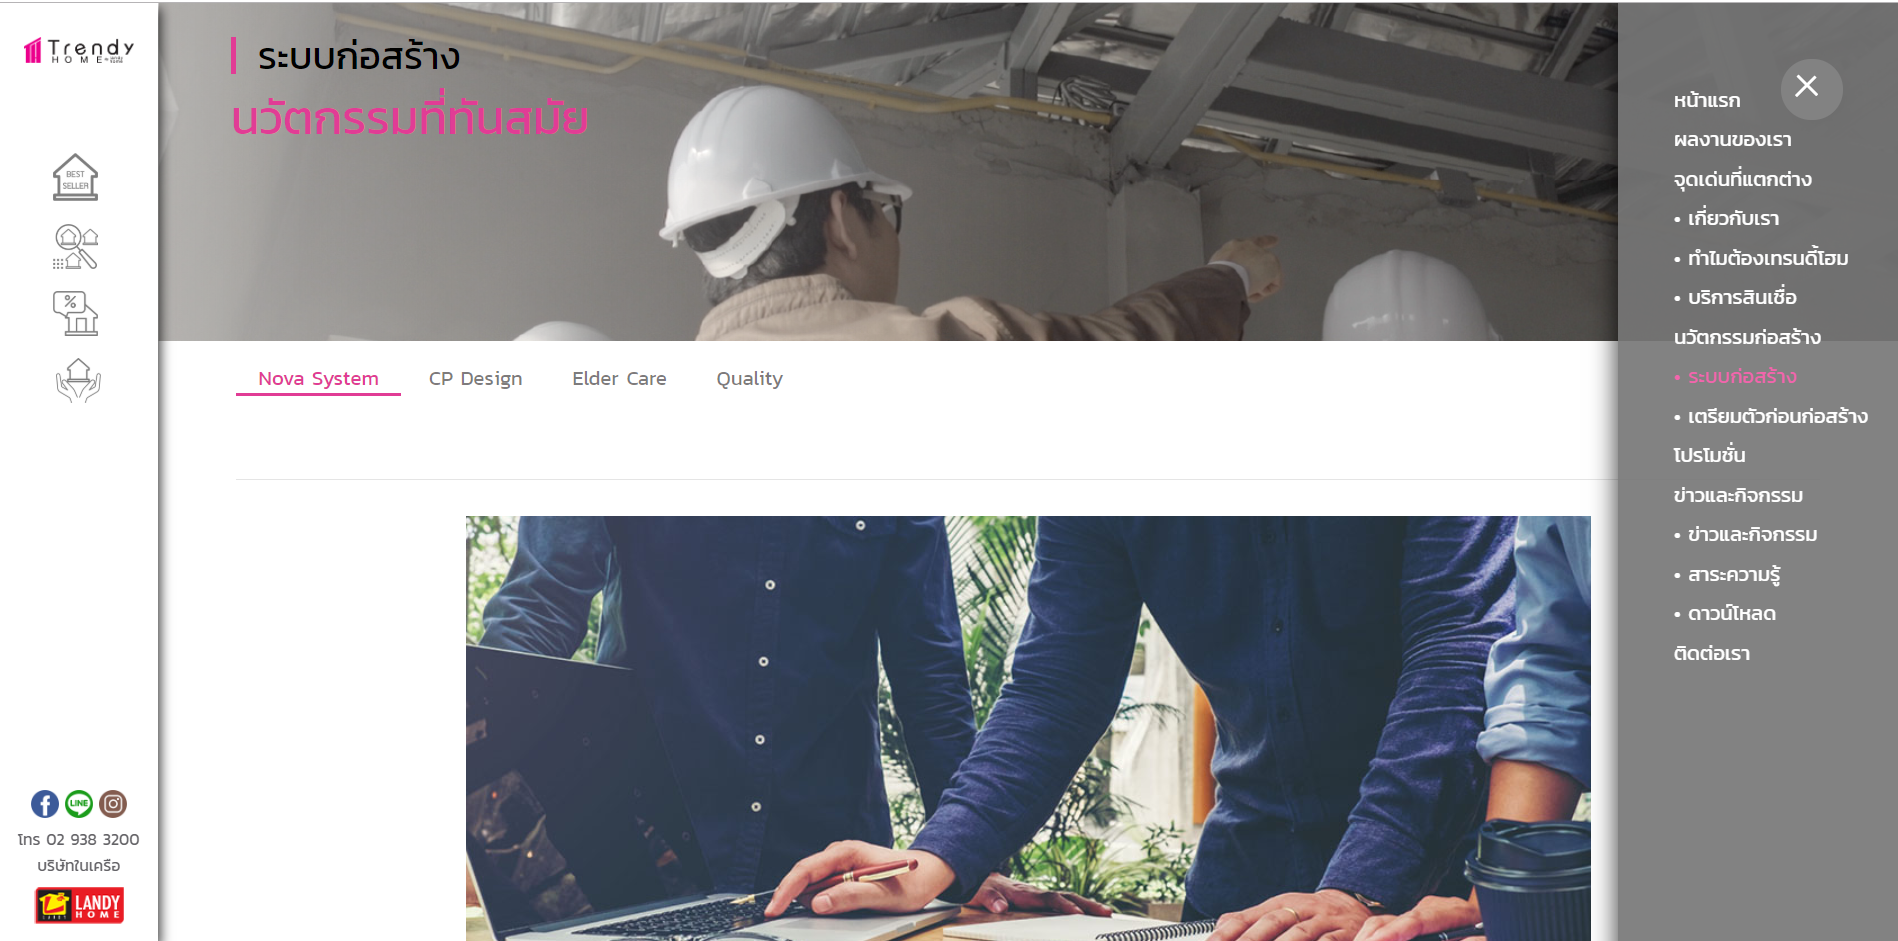 Trendy
HOME
BEST
SELLER
%
LINE
โทร 02 938 3200
บริษัทในเครือ
LANDY
HOME
ระบบก่อสร้าง
นวัตกรรมที่ทันสมัย
Nova System
CP Design
Elder Care
Quality
หน้าแรก
ผลงานของเรา
จุดเด่นที่แตกต่าง
• เกี่ยวกับเรา
• ทำไมต้องเทรนดี้โฮม
• บริการสินเชื่อ
นวัตกรรมก่อสร้าง
• ระบบก่อสร้าง
• เตรียมตัวก่อนก่อสร้าง
โปรโมชั่น
ข่าวและกิจกรรม
• ข่าวและกิจกรรม
• สาระความรู้
• ดาวน์โหลด
ติดต่อเรา